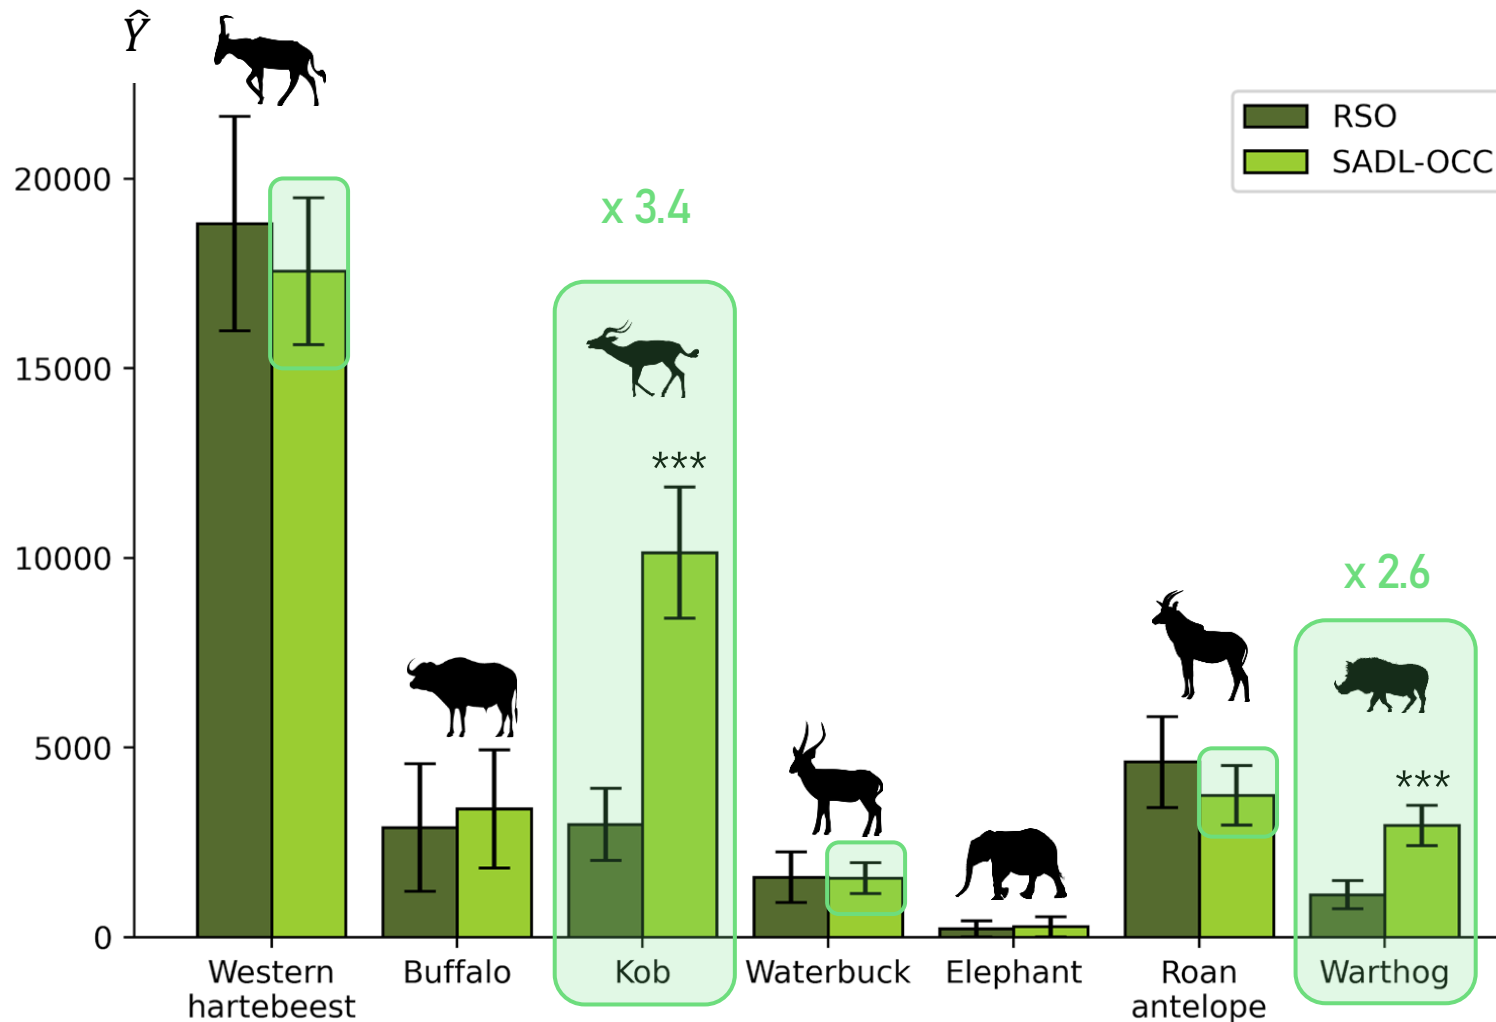 Ŷ
RSO
SADL-OCC
20000
15000
10000
5000
0
x 3.4
***
x 2.6
***
Western
hartebeest
Buffalo
Kob
Waterbuck
Elephant
Roan
antelope
Warthog